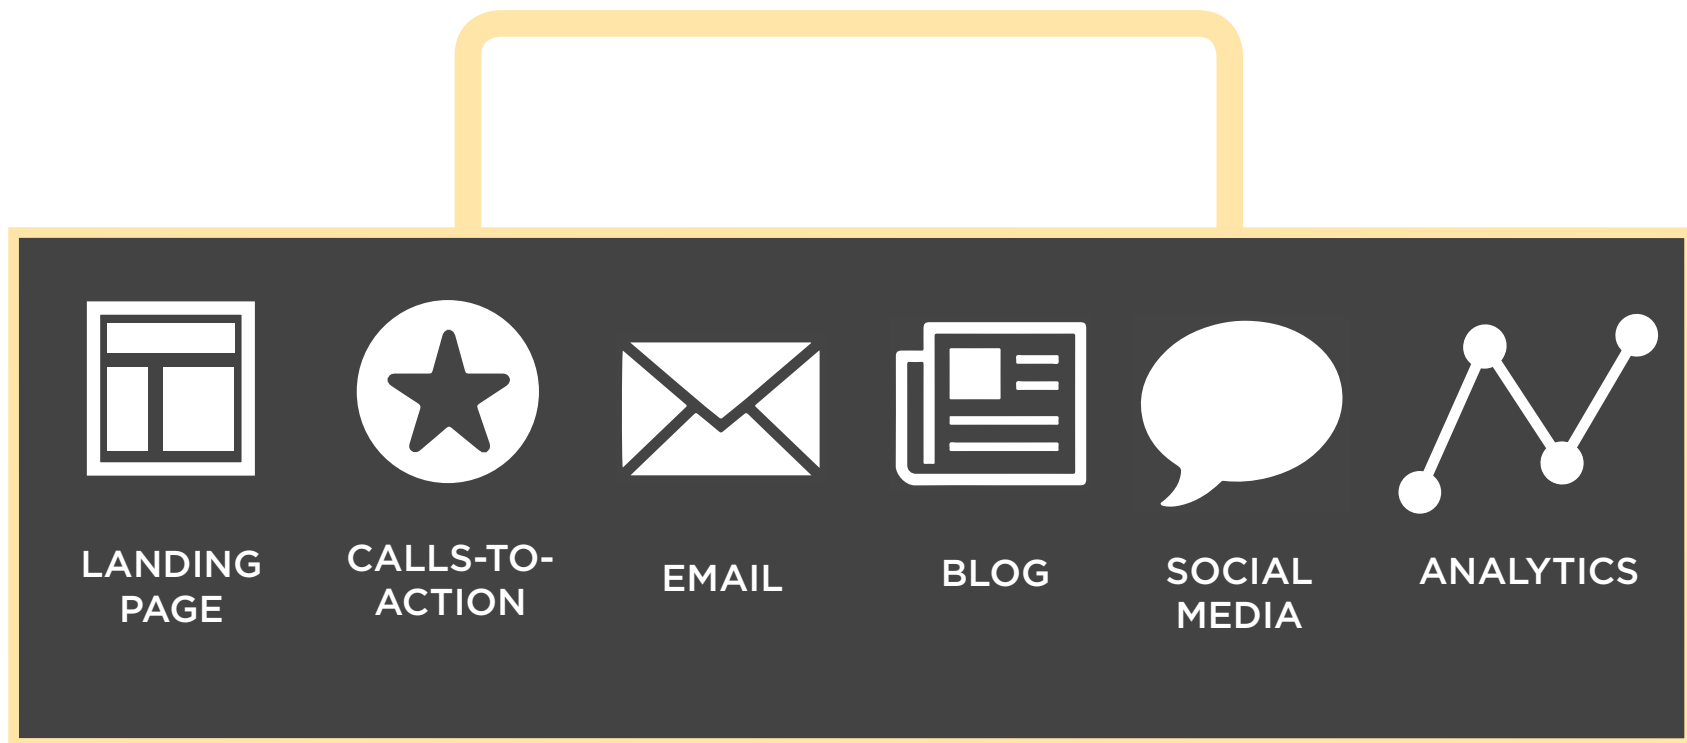 LANDING
PAGE
CALLS-TO-
ACTION
EMAIL
BLOG
SOCIAL
MEDIA
ANALYTICS